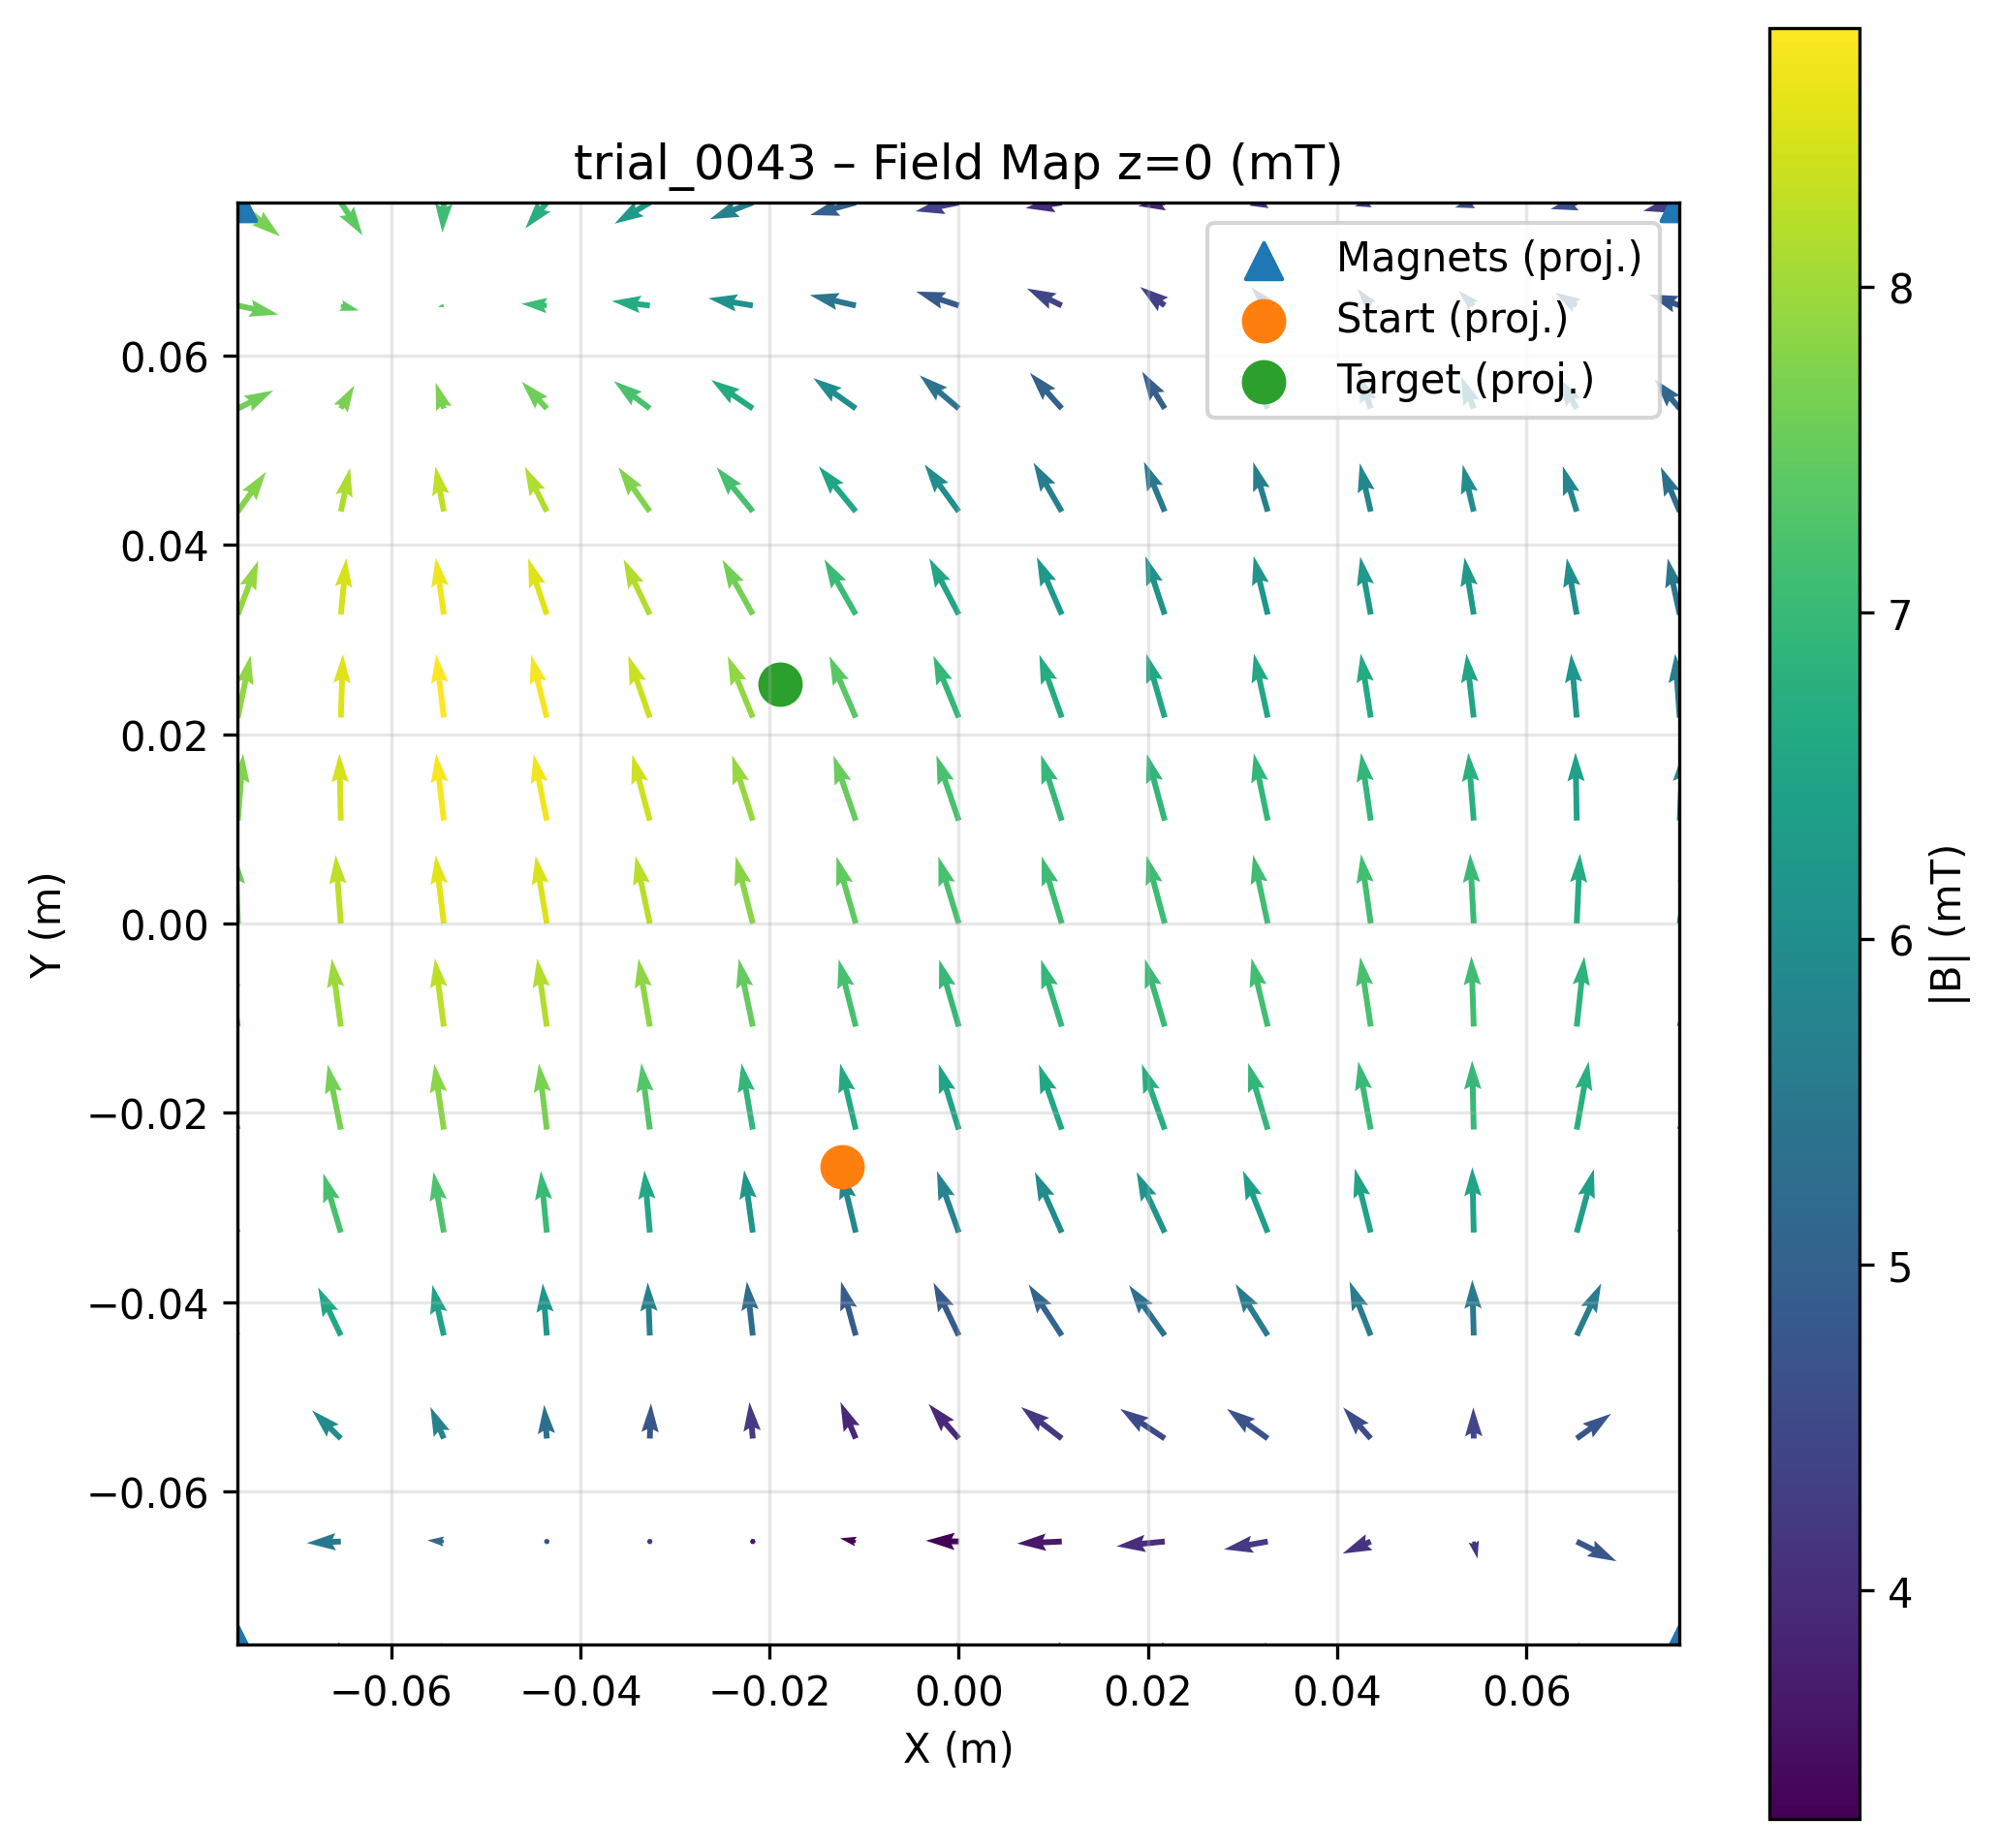 trial_0043 – Field Map z=0 (mT)
Magnets (proj.)
Start (proj.)
Target (proj.)
0.06
0.04
0.02
0.00
−0.02
−0.04
−0.06
Y (m)
−0.06
−0.04
−0.02
0.00
0.02
0.04
0.06
X (m)
8
7
6
5
4
|B| (mT)